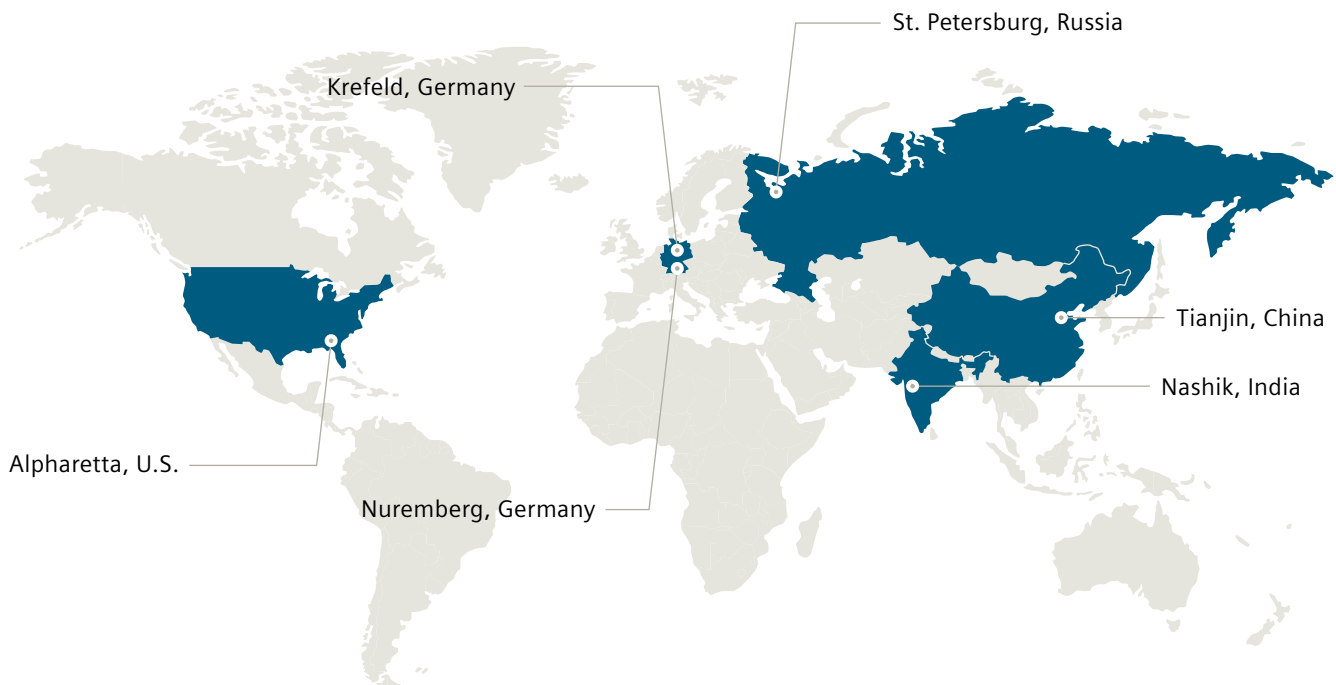 St. Petersburg, Russia
Krefeld, Germany
Tianjin, China
Nashik, India
Alpharetta, U.S.
Nuremberg, Germany